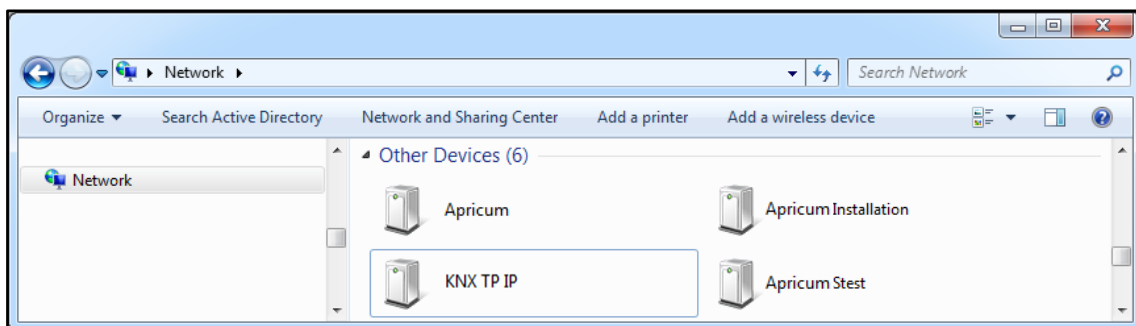 Network
Search Network
Organize Search Active Directory Network and Sharing Center Add a printer Add a wireless device
Other Devices (6)
Network
Apricum Apricum Installation
KNX TP IP Apricum Stest